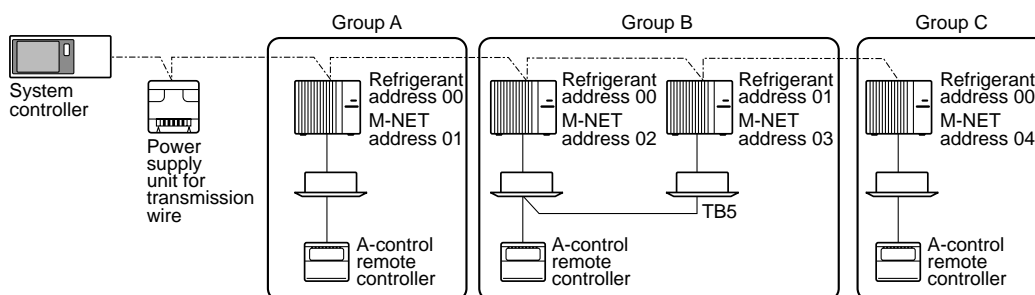 Group A
Group B
Group C
System
controller
Power
supply
unit for
transmission
wire
Refrigerant
address 00
M-NET
address 01
A-control
remote
controller
Refrigerant
address 00
M-NET
address 02
Refrigerant
address 01
M-NET
address 03
TB5
A-control
remote
controller
Refrigerant
address 00
M-NET
address 04
A-control
remote
controller